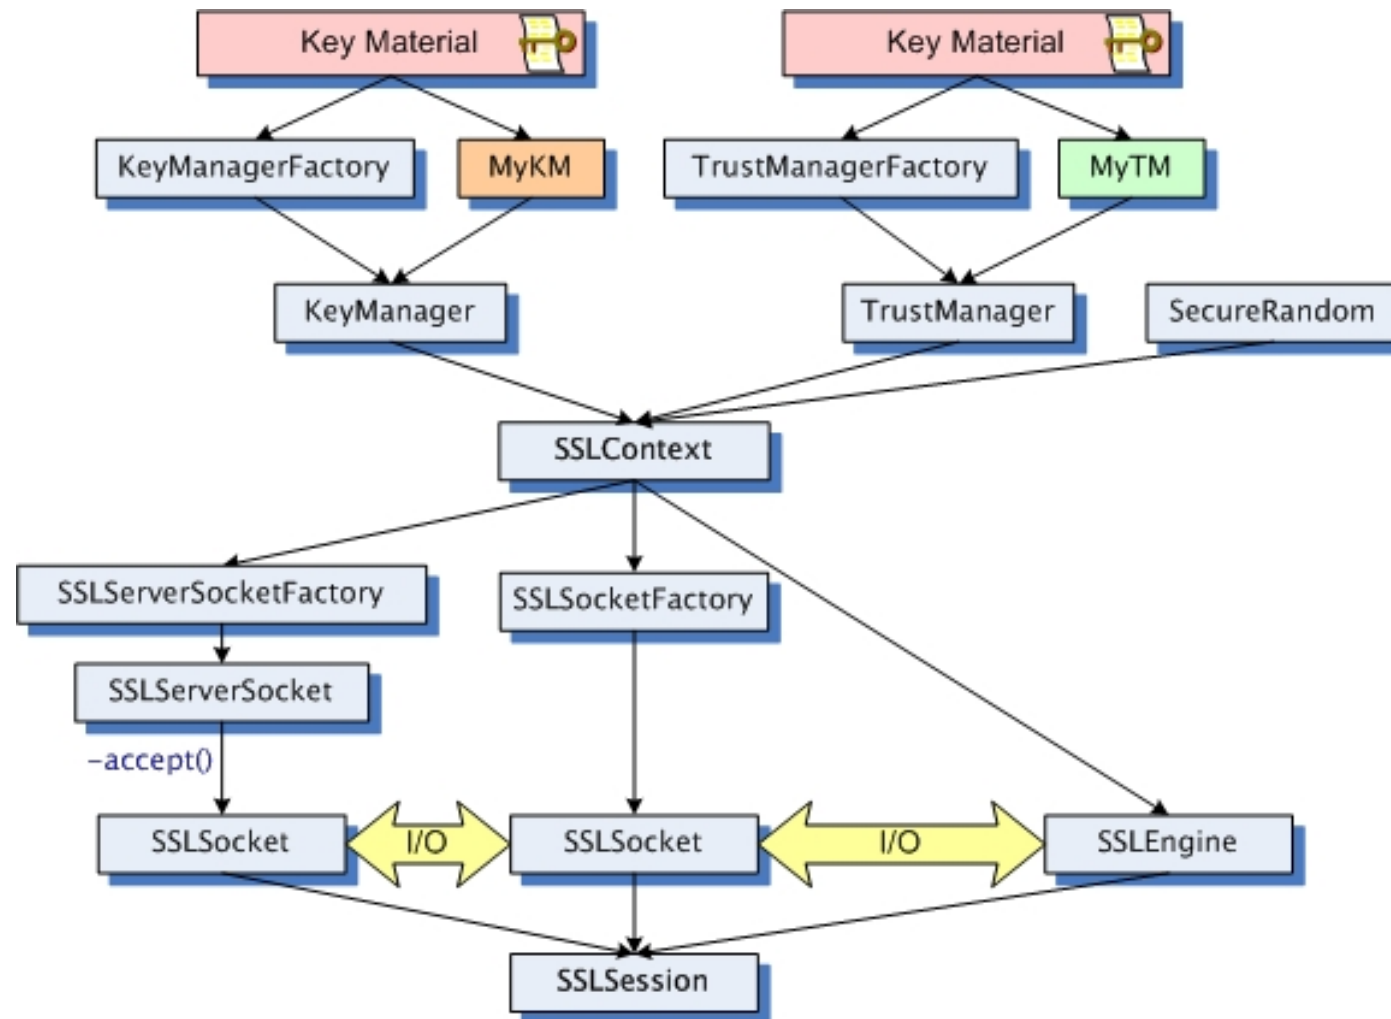 Key Material
Key Material
KeyManagerFactory
MyKM
TrustManagerFactory
MyTM
KeyManager
TrustManager
SecureRandom
SSLContext
SSLServerSocketFactory
SSLSocketFactory
SSLServerSocket
-accept()
SSLSocket
I/O
SSLSocket
I/O
SSLEngine
SSLSession